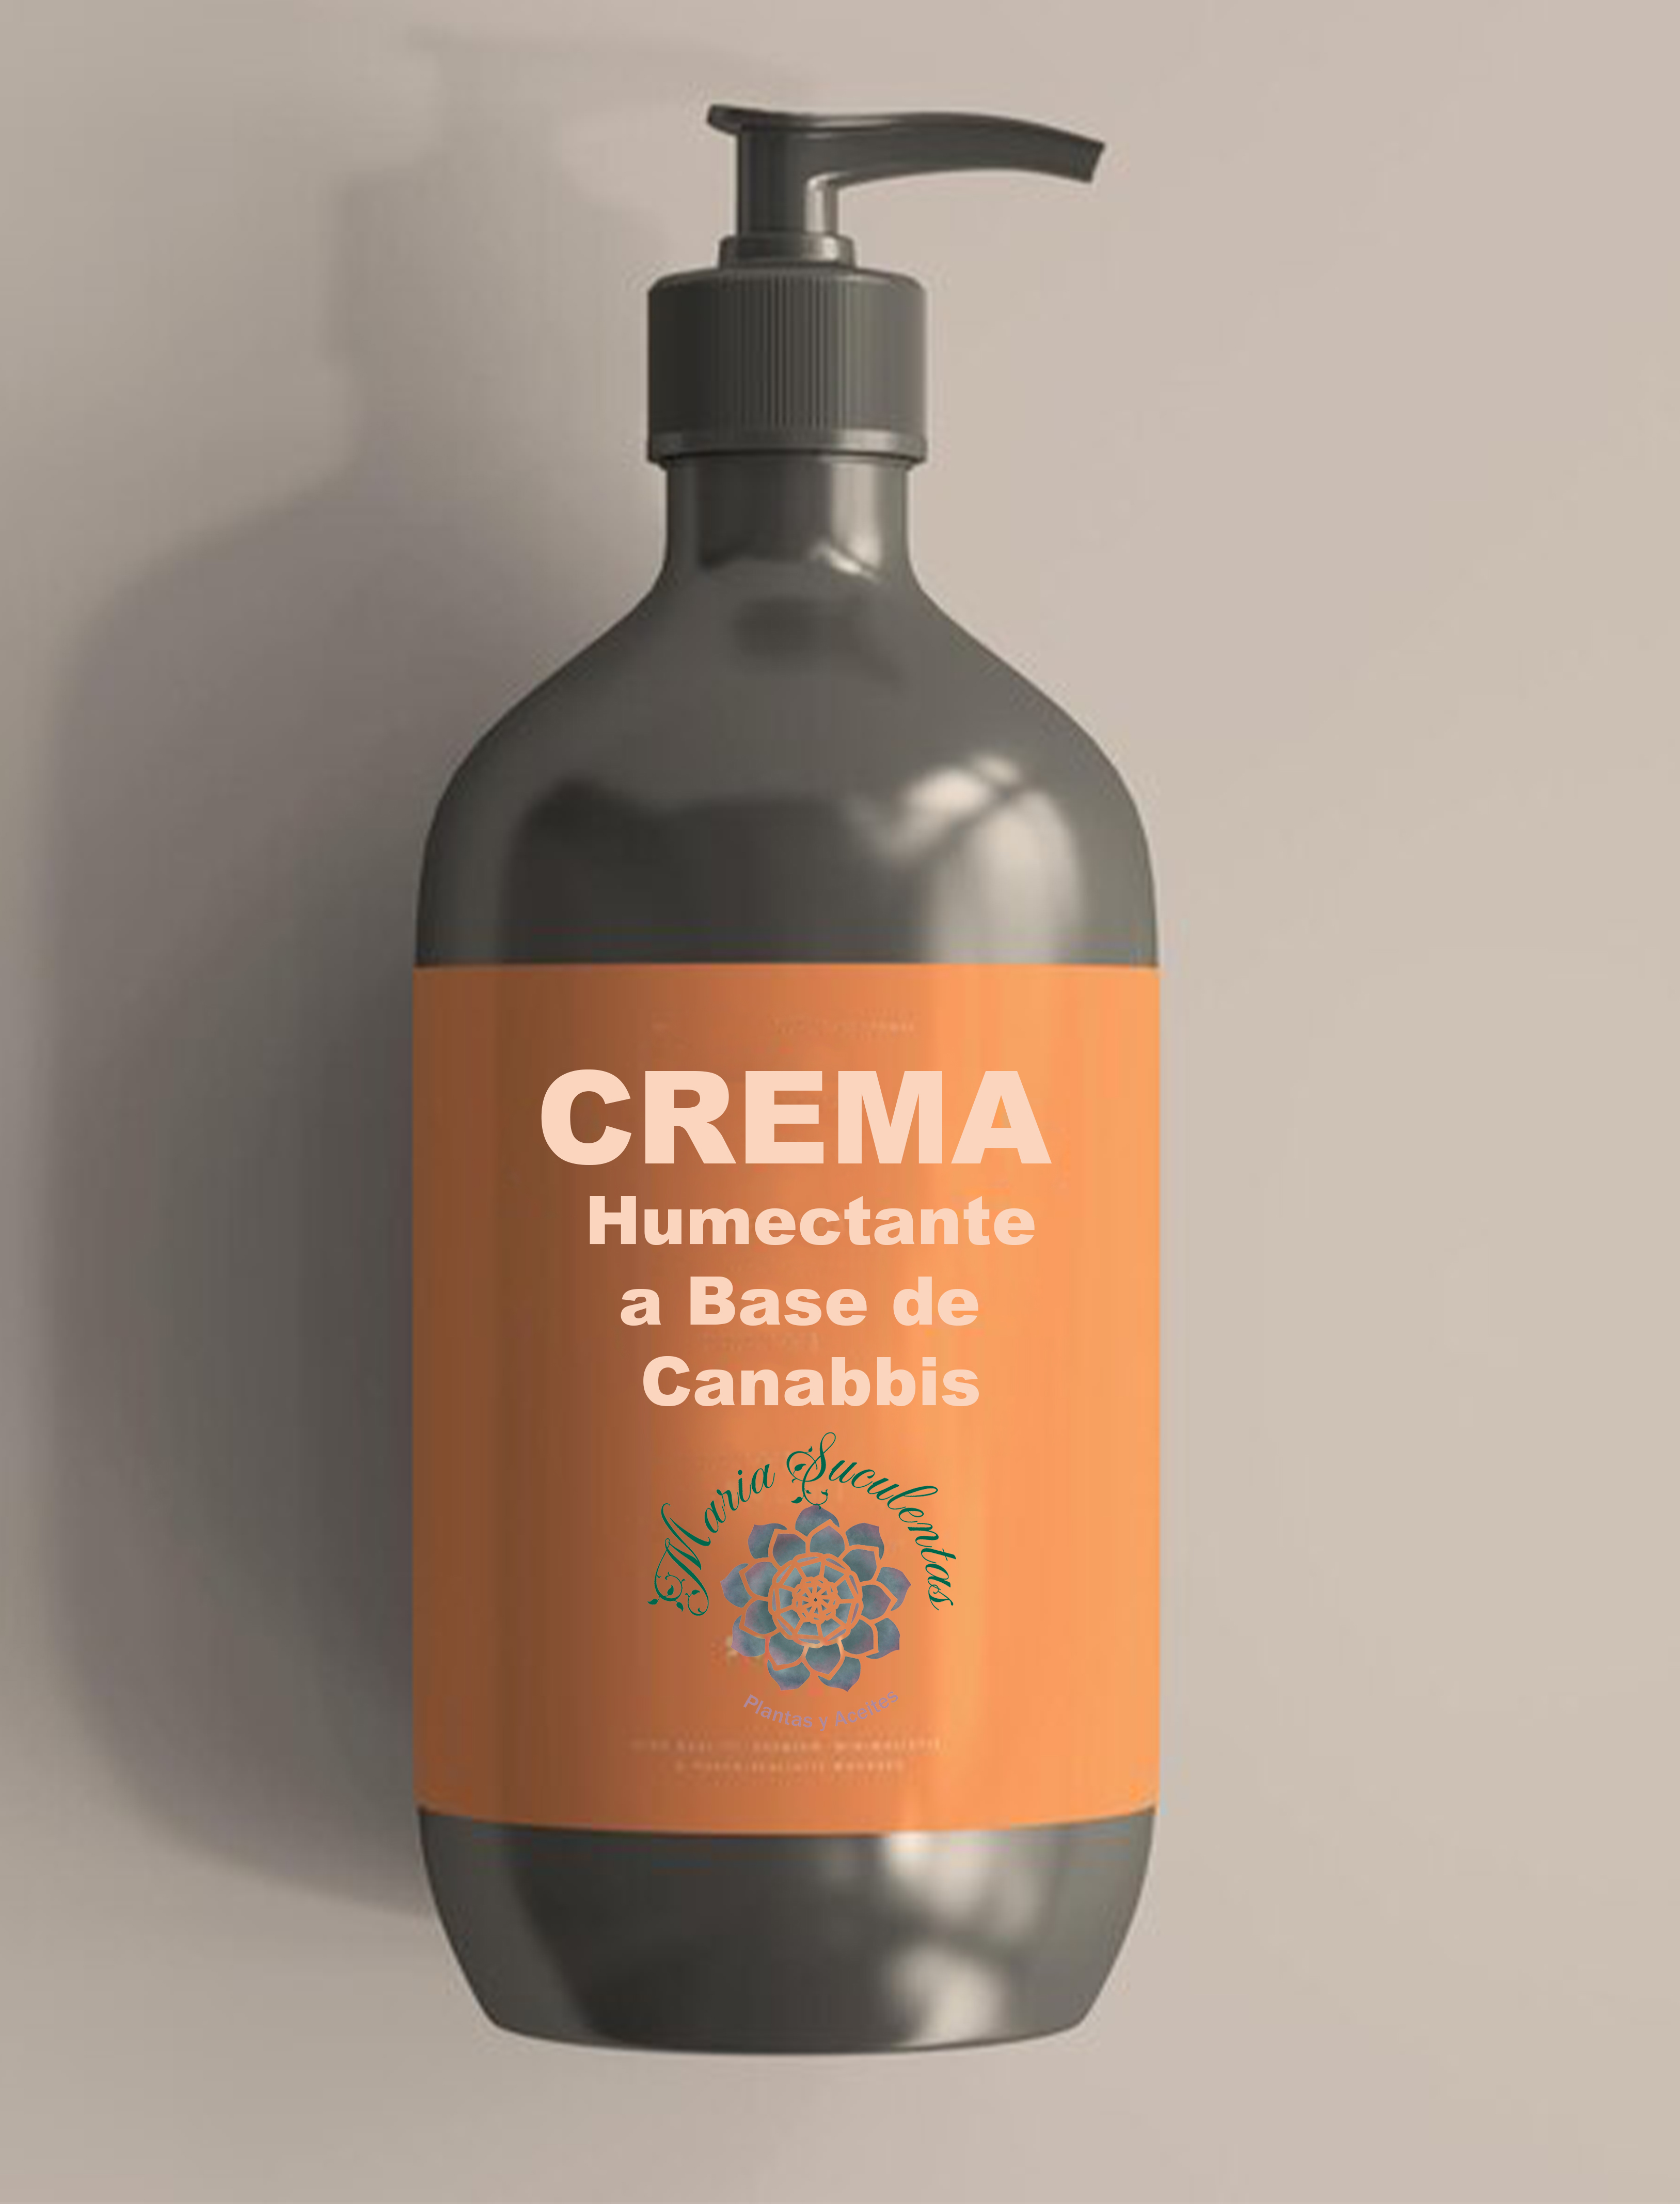 CREMA
Humectante
a Base de
Canabbis
Maria Suculentas
Plantas y Aceites